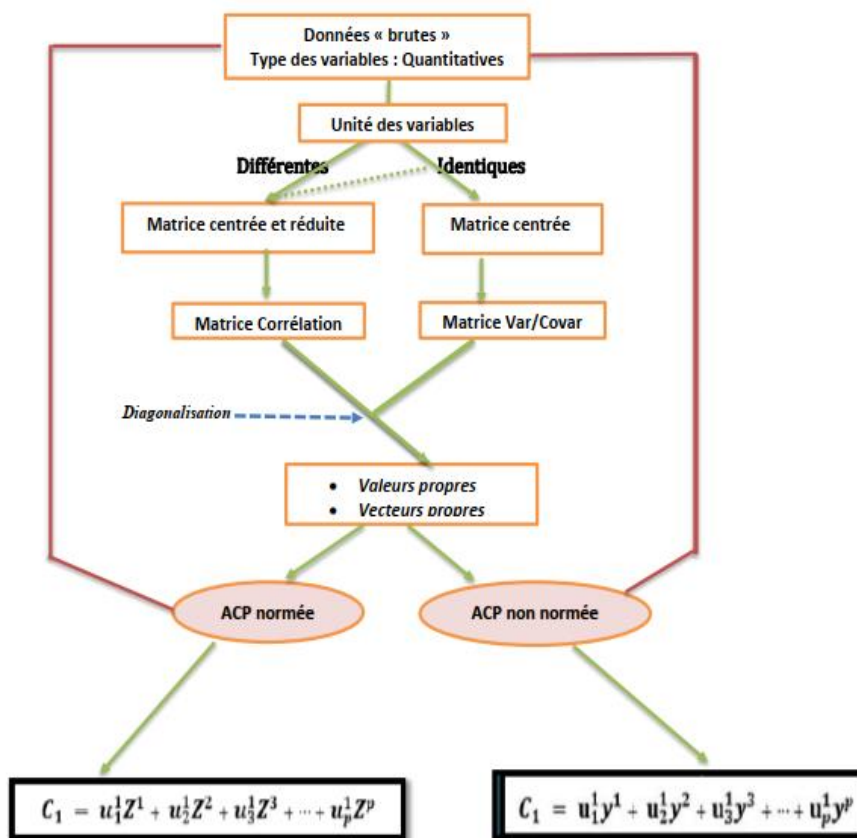 Données « brutes »
Type des variables : Quantitatives
Unité des variables
Différentes
Identiques
Matrice centrée et réduite
Matrice centrée
Matrice Corrélation
Matrice Var/Covar
Diagonalisation
• Valeurs propres
• Vecteurs propres
ACP normée
ACP non normée
C₁ = u₁¹Z¹ + u₂¹Z² + u₃¹Z³ + ⋯ + uₚ¹Zᵖ
C₁ = u₁¹y¹ + u₂¹y² + u₃¹y³ + ⋯ + uₚ¹yᵖ